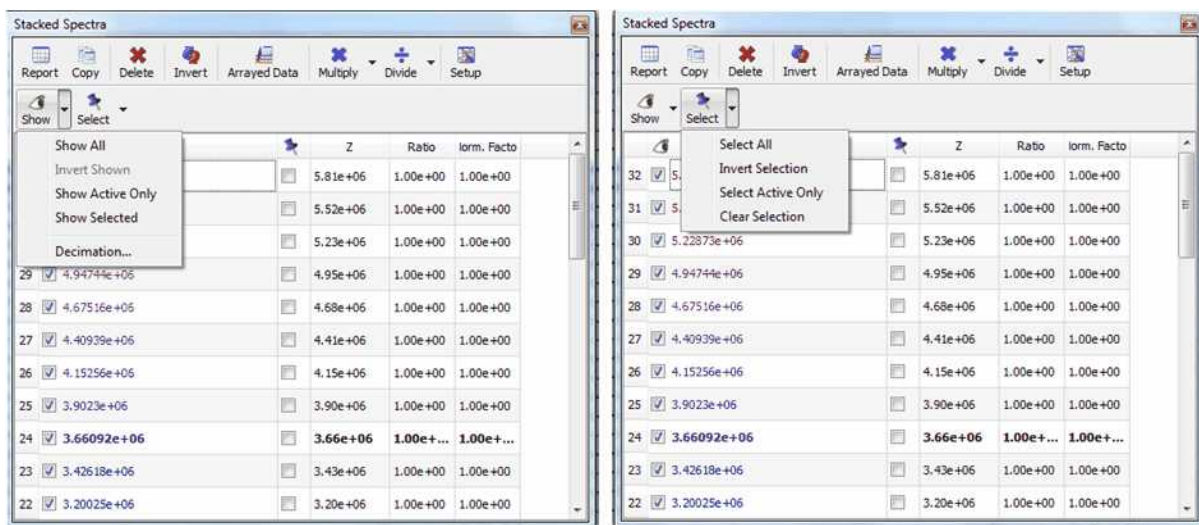 Stacked Spectra
Report Copy Delete Invert Arrayed Data Multiply Divide Setup
Show Select
Show All
Invert Shown
Show Active Only
Show Selected
Decimation...
Z Ratio lorm. Facto
5.81e+06 1.00e+00 1.00e+00
5.52e+06 1.00e+00 1.00e+00
5.23e+06 1.00e+00 1.00e+00
29 4.94744e+06 4.95e+06 1.00e+00 1.00e+00
28 4.67516e+06 4.68e+06 1.00e+00 1.00e+00
27 4.40939e+06 4.41e+06 1.00e+00 1.00e+00
26 4.15256e+06 4.15e+06 1.00e+00 1.00e+00
25 3.9023e+06 3.90e+06 1.00e+00 1.00e+00
24 3.66092e+06 3.66e+06 1.00e+... 1.00e+...
23 3.42618e+06 3.43e+06 1.00e+00 1.00e+00
22 3.20025e+06 3.20e+06 1.00e+00 1.00e+00
Stacked Spectra
Report Copy Delete Invert Arrayed Data Multiply Divide Setup
Show Select
Select All
Invert Selection
Select Active Only
Clear Selection
Z Ratio lorm. Facto
32 5. 5.81e+06 1.00e+00 1.00e+00
31 5. 5.52e+06 1.00e+00 1.00e+00
30 5.22873e+06 5.23e+06 1.00e+00 1.00e+00
29 4.94744e+06 4.95e+06 1.00e+00 1.00e+00
28 4.67516e+06 4.68e+06 1.00e+00 1.00e+00
27 4.40939e+06 4.41e+06 1.00e+00 1.00e+00
26 4.15256e+06 4.15e+06 1.00e+00 1.00e+00
25 3.9023e+06 3.90e+06 1.00e+00 1.00e+00
24 3.66092e+06 3.66e+06 1.00e+... 1.00e+...
23 3.42618e+06 3.43e+06 1.00e+00 1.00e+00
22 3.20025e+06 3.20e+06 1.00e+00 1.00e+00